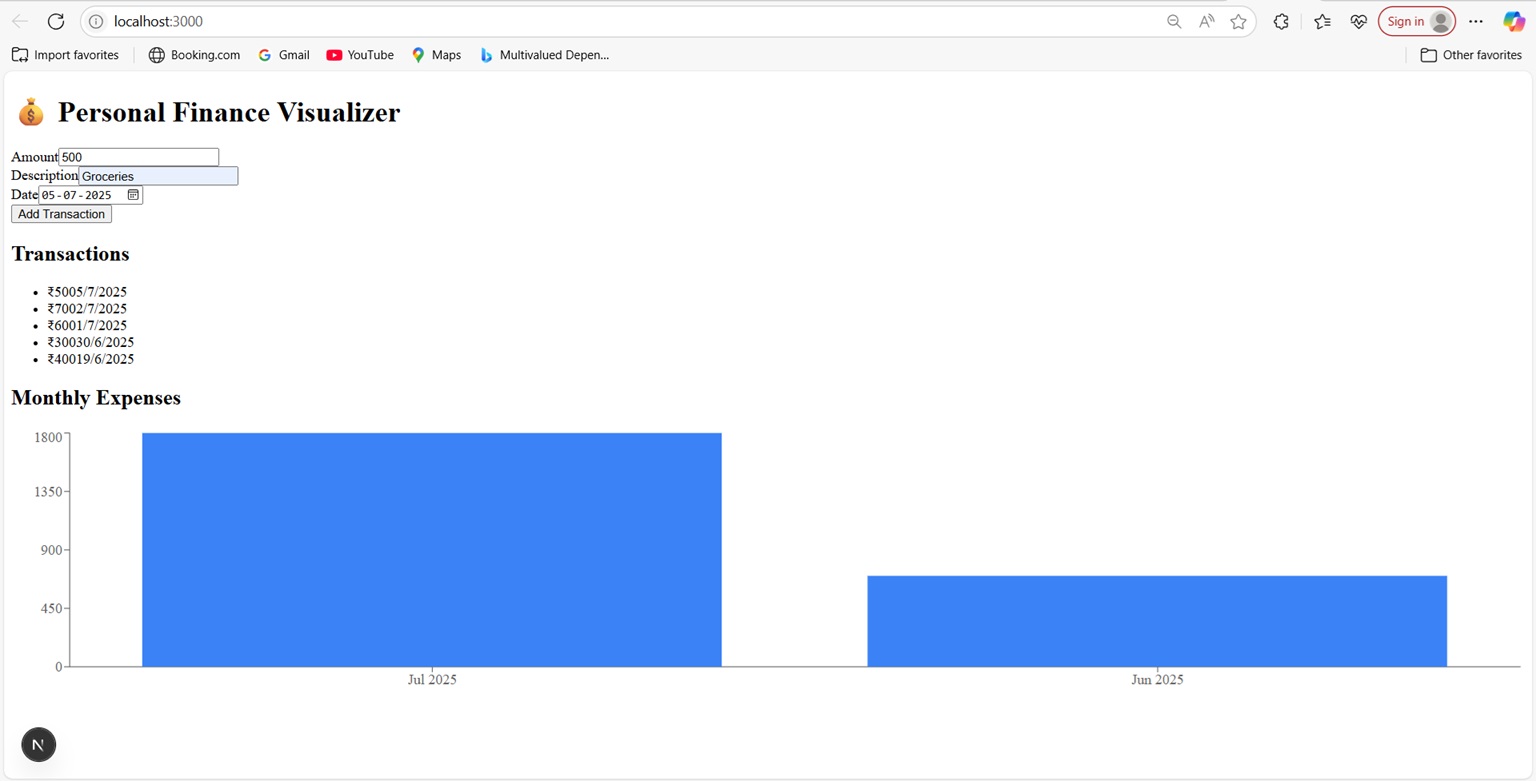 localhost:3000
Sign in
Import favorites Booking.com Gmail YouTube Maps Multivalued Depen... Other favorites
Personal Finance Visualizer
Amount 500
Description Groceries
Date 05-07-2025
Add Transaction
Transactions
₹5005/7/2025
₹7002/7/2025
₹6001/7/2025
₹30030/6/2025
₹40019/6/2025
Monthly Expenses
1800
1350
900
450
0
Jul 2025 Jun 2025
N